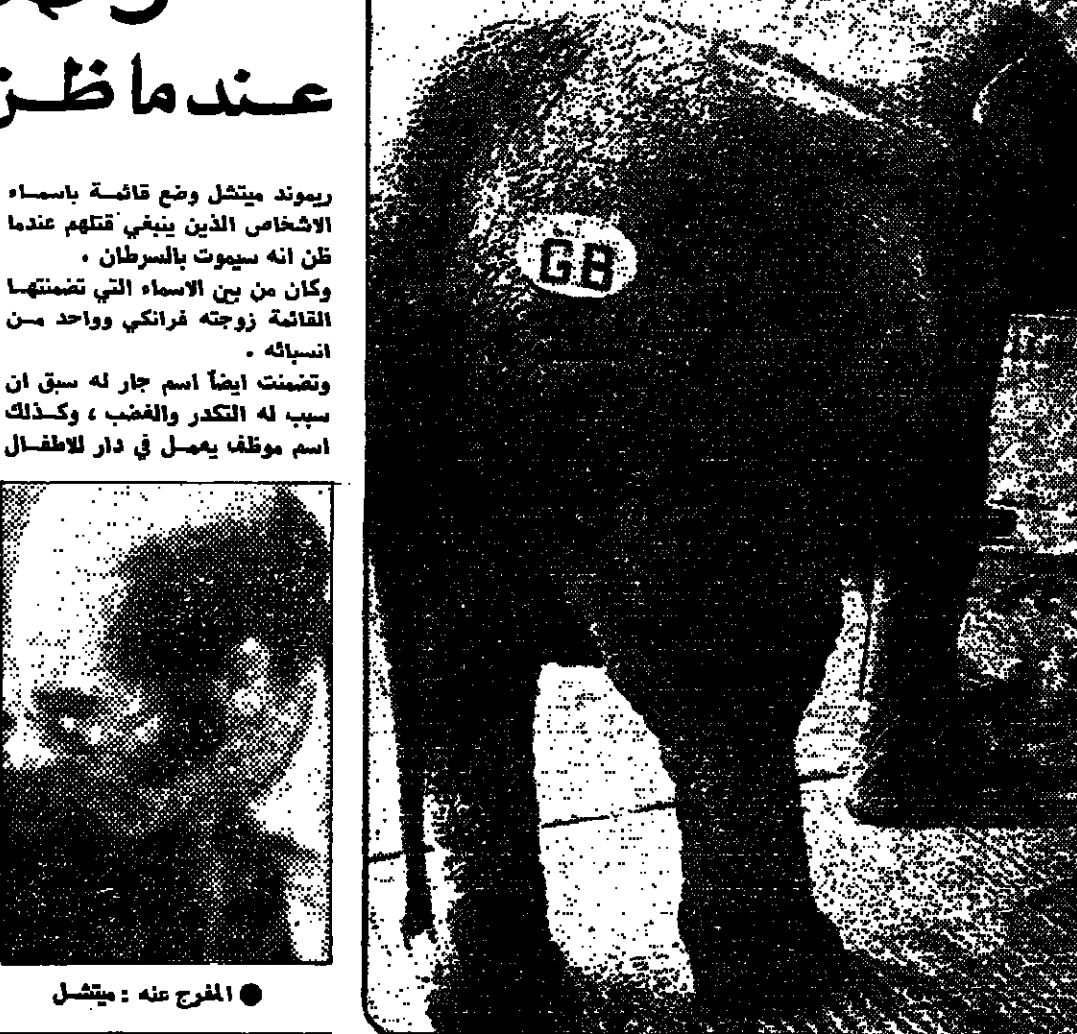 عندما ظن
ريموند ميتشل وضع قائمة باسماء
الاشخاص الذين ينبغي قتلهم عندما
ظن انه سيموت بالسرطان .
وكان من بين الاسماء التي تضمنتها
القائمة زوجته فرانكي وواحد من
انسبائه .
وتضمنت ايضاً اسم جار له سبق ان
سبب له التكدر والغضب ، وكذلك
اسم موظف يعمل في دار للاطفال
● المفرج عنه : ميتشل
GB